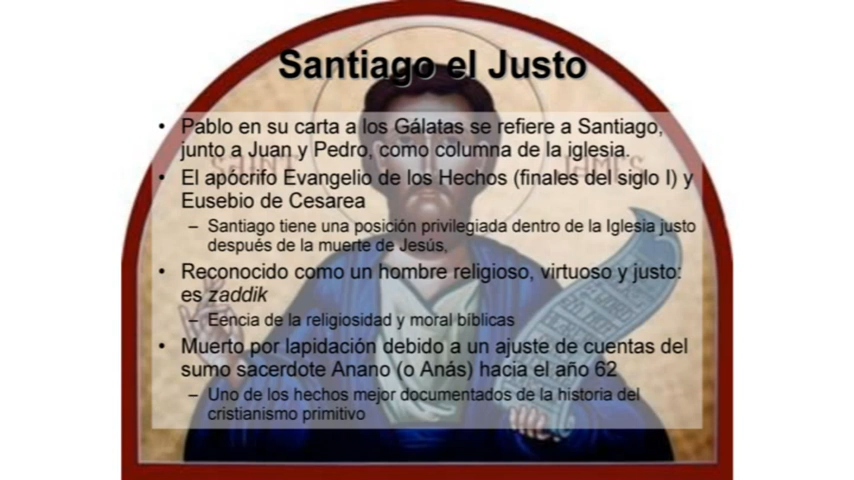 Santiago el Justo
• Pablo en su carta a los Gálatas se refiere a Santiago,
junto a Juan y Pedro, como columna de la iglesia.
SAINT JAMES
• El apócrifo Evangelio de los Hechos (finales del siglo I) y
Eusebio de Cesarea
– Santiago tiene una posición privilegiada dentro de la Iglesia justo
después de la muerte de Jesús,
• Reconocido como un hombre religioso, virtuoso y justo:
es zaddik
– Eencia de la religiosidad y moral bíblicas
• Muerto por lapidación debido a un ajuste de cuentas del
sumo sacerdote Anano (o Anás) hacia el año 62
– Uno de los hechos mejor documentados de la historia del
cristianismo primitivo